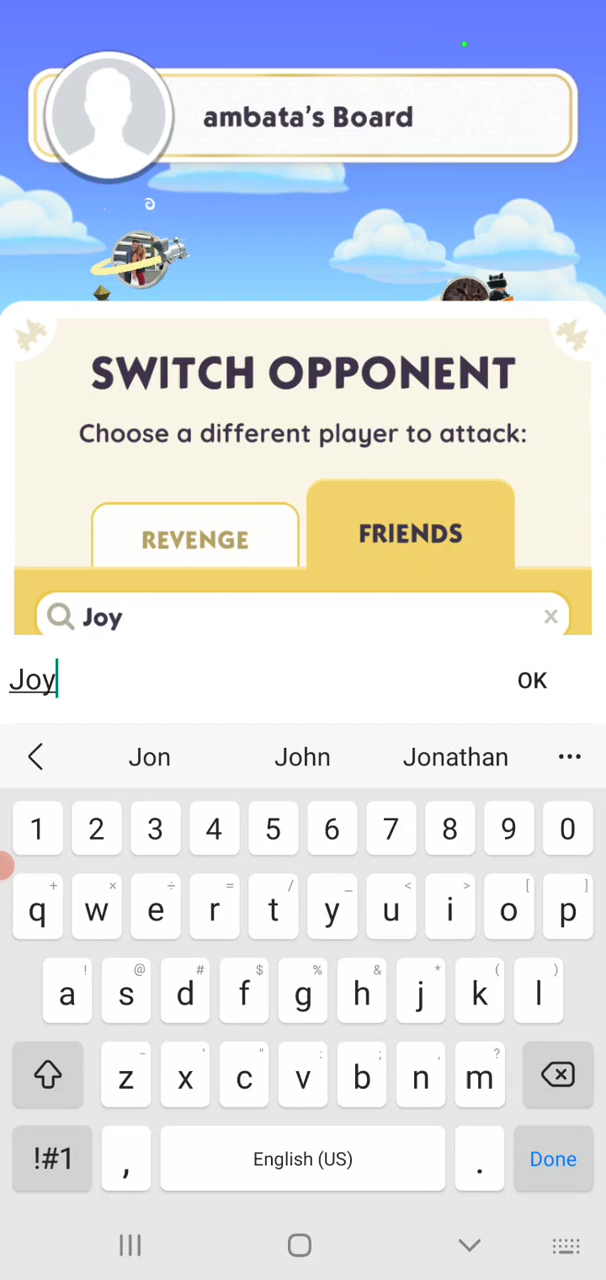 ambata's Board
SWITCH OPPONENT
Choose a different player to attack:
REVENGE
FRIENDS
Joy
×
Joy
OK
Jon John Jonathan ...
1 2 3 4 5 6 7 8 9 0
+ × ÷ = / _ < > [ ]
q w e r t y u i o p
! @ # $ % & * ( )
a s d f g h j k l
- ' " : ; , ?
z x c v b n m
!#1 , English (US) . Done